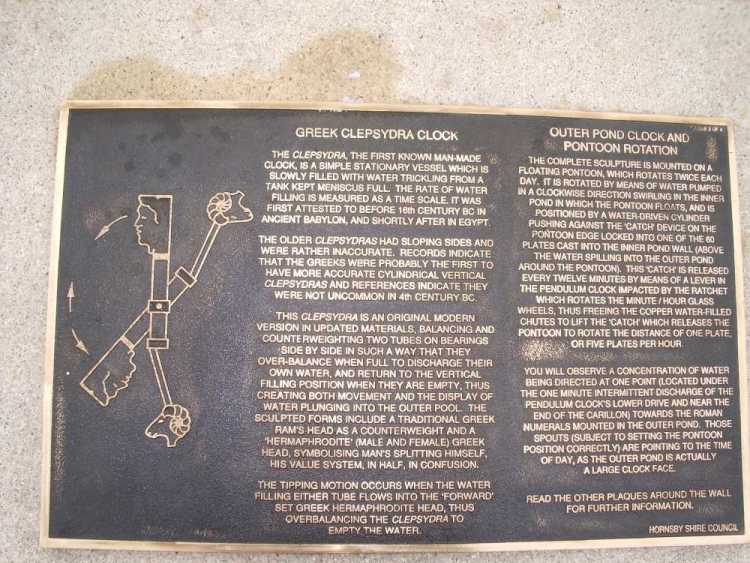 GREEK CLEPSYDRA CLOCK
THE CLEPSYDRA, THE FIRST KNOWN MAN-MADE
CLOCK, IS A SIMPLE STATIONARY VESSEL WHICH IS
SLOWLY FILLED WITH WATER TRICKLING FROM A
TANK KEPT MENISCUS FULL. THE RATE OF WATER
FILLING IS MEASURED AS A TIME SCALE. IT WAS
FIRST ATTESTED TO BEFORE 16th CENTURY BC IN
ANCIENT BABYLON, AND SHORTLY AFTER IN EGYPT.
THE OLDER CLEPSYDRAS HAD SLOPING SIDES AND
WERE RATHER INACCURATE. RECORDS INDICATE
THAT THE GREEKS WERE PROBABLY THE FIRST TO
HAVE MORE ACCURATE CYLINDRICAL VERTICAL
CLEPSYDRAS AND REFERENCES INDICATE THEY
WERE NOT UNCOMMON IN 4th CENTURY BC.
THIS CLEPSYDRA IS AN ORIGINAL MODERN
VERSION IN UPDATED MATERIALS, BALANCING AND
COUNTERWEIGHTING TWO TUBES ON BEARINGS
SIDE BY SIDE IN SUCH A WAY THAT THEY
OVER-BALANCE WHEN FULL TO DISCHARGE THEIR
OWN WATER, AND RETURN TO THE VERTICAL
FILLING POSITION WHEN THEY ARE EMPTY, THUS
CREATING BOTH MOVEMENT AND THE DISPLAY OF
WATER PLUNGING INTO THE OUTER POOL. THE
SCULPTED FORMS INCLUDE A TRADITIONAL GREEK
RAM'S HEAD AS A COUNTERWEIGHT AND A
'HERMAPHRODITE' (MALE AND FEMALE) GREEK
HEAD, SYMBOLISING MAN'S SPLITTING HIMSELF,
HIS VALUE SYSTEM, IN HALF, IN CONFUSION.
THE TIPPING MOTION OCCURS WHEN THE WATER
FILLING EITHER TUBE FLOWS INTO THE 'FORWARD'
SET GREEK HERMAPHRODITE HEAD, THUS
OVERBALANCING THE CLEPSYDRA TO
EMPTY THE WATER.
OUTER POND CLOCK AND
PONTOON ROTATION
THE COMPLETE SCULPTURE IS MOUNTED ON A
FLOATING PONTOON, WHICH ROTATES TWICE EACH
DAY. IT IS ROTATED BY MEANS OF WATER PUMPED
IN A CLOCKWISE DIRECTION SWIRLING IN THE INNER
POND IN WHICH THE PONTOON FLOATS, AND IS
POSITIONED BY A WATER-DRIVEN CYLINDER
PUSHING AGAINST THE 'CATCH' DEVICE ON THE
PONTOON EDGE LOCKED INTO ONE OF THE 60
PLATES CAST INTO THE INNER POND WALL (ABOVE
THE WATER SPILLING INTO THE OUTER POND
AROUND THE PONTOON). THIS 'CATCH' IS RELEASED
EVERY TWELVE MINUTES BY MEANS OF A LEVER IN
THE PENDULUM CLOCK IMPACTED BY THE RATCHET
WHICH ROTATES THE MINUTE / HOUR GLASS
WHEELS, THUS FREEING THE COPPER WATER-FILLED
CHUTES TO LIFT THE 'CATCH' WHICH RELEASES THE
PONTOON TO ROTATE THE DISTANCE OF ONE PLATE,
OR FIVE PLATES PER HOUR.
YOU WILL OBSERVE A CONCENTRATION OF WATER
BEING DIRECTED AT ONE POINT (LOCATED UNDER
THE ONE MINUTE INTERMITTENT DISCHARGE OF THE
PENDULUM CLOCK'S LOWER DRIVE AND NEAR THE
END OF THE CARILLON) TOWARDS THE ROMAN
NUMERALS MOUNTED IN THE OUTER POND. THOSE
SPOUTS (SUBJECT TO SETTING THE PONTOON
POSITION CORRECTLY) ARE POINTING TO THE TIME
OF DAY, AS THE OUTER POND IS ACTUALLY
A LARGE CLOCK FACE.
READ THE OTHER PLAQUES AROUND THE WALL
FOR FURTHER INFORMATION.
HORNSBY SHIRE COUNCIL